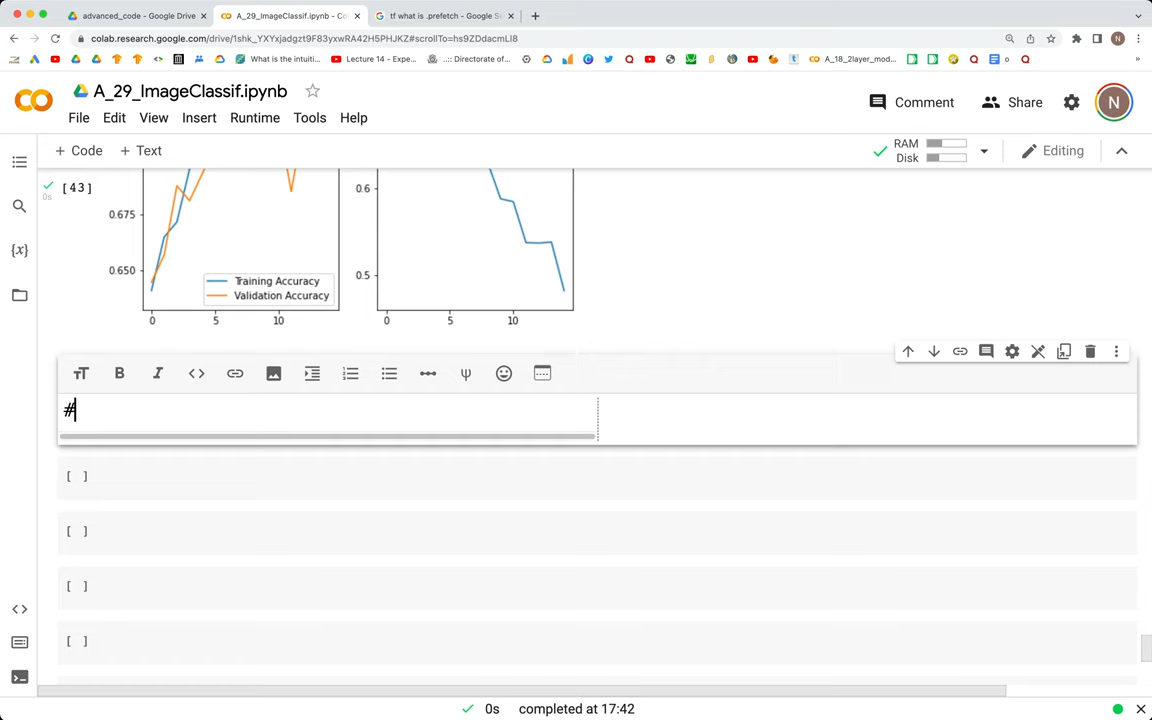 advanced_code - Google Drive
A_29_ImageClassif.ipynb - Co
tf what is .prefetch - Google S
colab.research.google.com/drive/1shk_YXYxjadgzt9F83yxwRA42H5PHJKZ#scrollTo=hs9ZDdacmLI8
N
What is the intuiti...
Lecture 14 - Expe...
..:: Directorate of...
A_18_2layer_mod...
A_29_ImageClassif.ipynb
Comment
Share
N
File Edit View Insert Runtime Tools Help
+ Code + Text
RAM
Disk
Editing
[43]
0s
0.675
0.650
Training Accuracy
Validation Accuracy
0 5 10
0.6
0.5
0 5 10
#
[ ]
[ ]
[ ]
[ ]
0s completed at 17:42